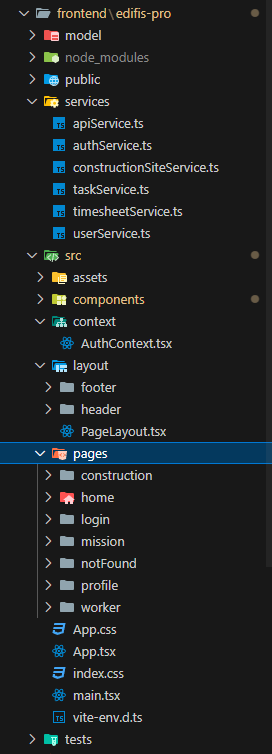 frontend\edifis-pro
model
node_modules
public
services
apiService.ts
authService.ts
constructionSiteService.ts
taskService.ts
timesheetService.ts
userService.ts
src
assets
components
context
AuthContext.tsx
layout
footer
header
PageLayout.tsx
pages
construction
home
login
mission
notFound
profile
worker
App.css
App.tsx
index.css
main.tsx
vite-env.d.ts
tests